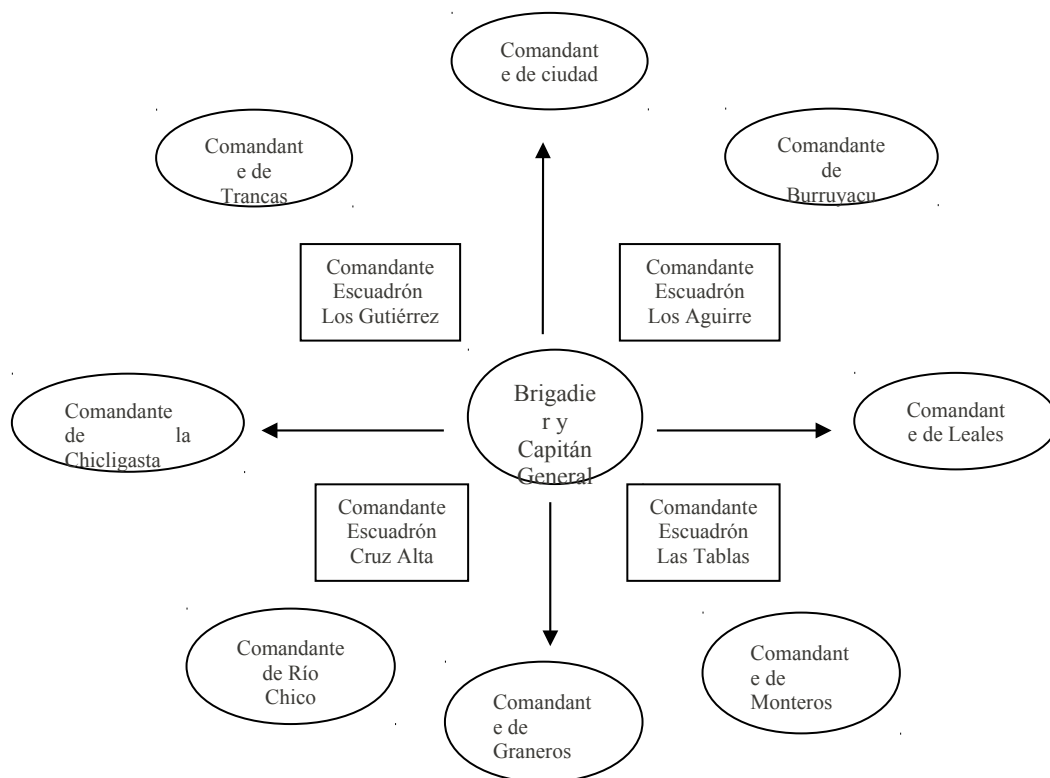 Comandant
e de ciudad
Comandant
e de
Trancas
Comandante
de
Burruyacu
Comandante
Escuadrón
Los Gutiérrez
Comandante
Escuadrón
Los Aguirre
Brigadie
r y
Capitán
General
Comandante
de la
Chicligasta
Comandant
e de Leales
Comandante
Escuadrón
Cruz Alta
Comandante
Escuadrón
Las Tablas
Comandante
de Río
Chico
Comandant
e de
Graneros
Comandant
e de
Monteros